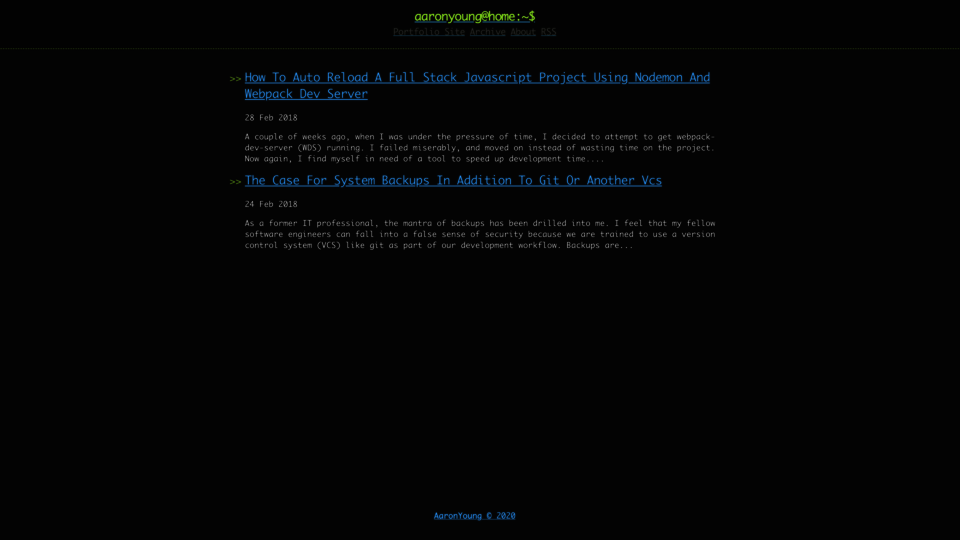 aaronyoung@home:~$
Portfolio Site Archive About RSS
>> How To Auto Reload A Full Stack Javascript Project Using Nodemon And
Webpack Dev Server
28 Feb 2018
A couple of weeks ago, when I was under the pressure of time, I decided to attempt to get webpack-
dev-server (WDS) running. I failed miserably, and moved on instead of wasting time on the project.
Now again, I find myself in need of a tool to speed up development time....
>> The Case For System Backups In Addition To Git Or Another Vcs
24 Feb 2018
As a former IT professional, the mantra of backups has been drilled into me. I feel that my fellow
software engineers can fall into a false sense of security because we are trained to use a version
control system (VCS) like git as part of our development workflow. Backups are...
AaronYoung © 2020